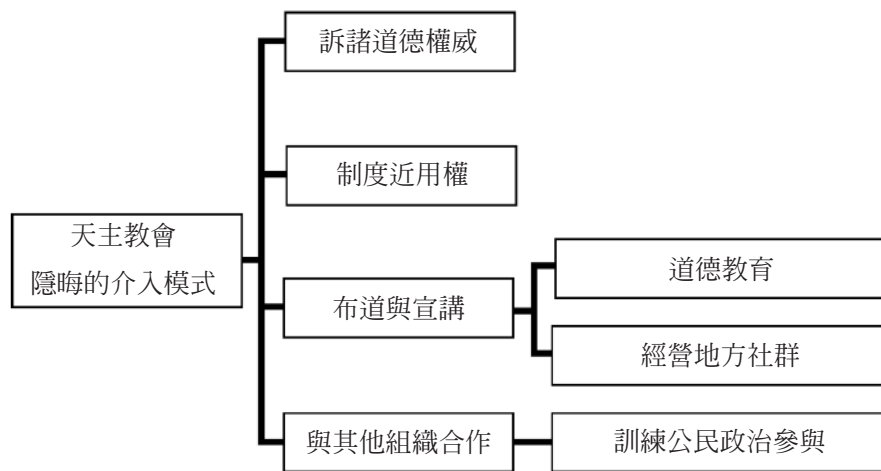 訴諸道德權威
制度近用權
天主教會
隱晦的介入模式
道德教育
布道與宣講
經營地方社群
與其他組織合作
訓練公民政治參與